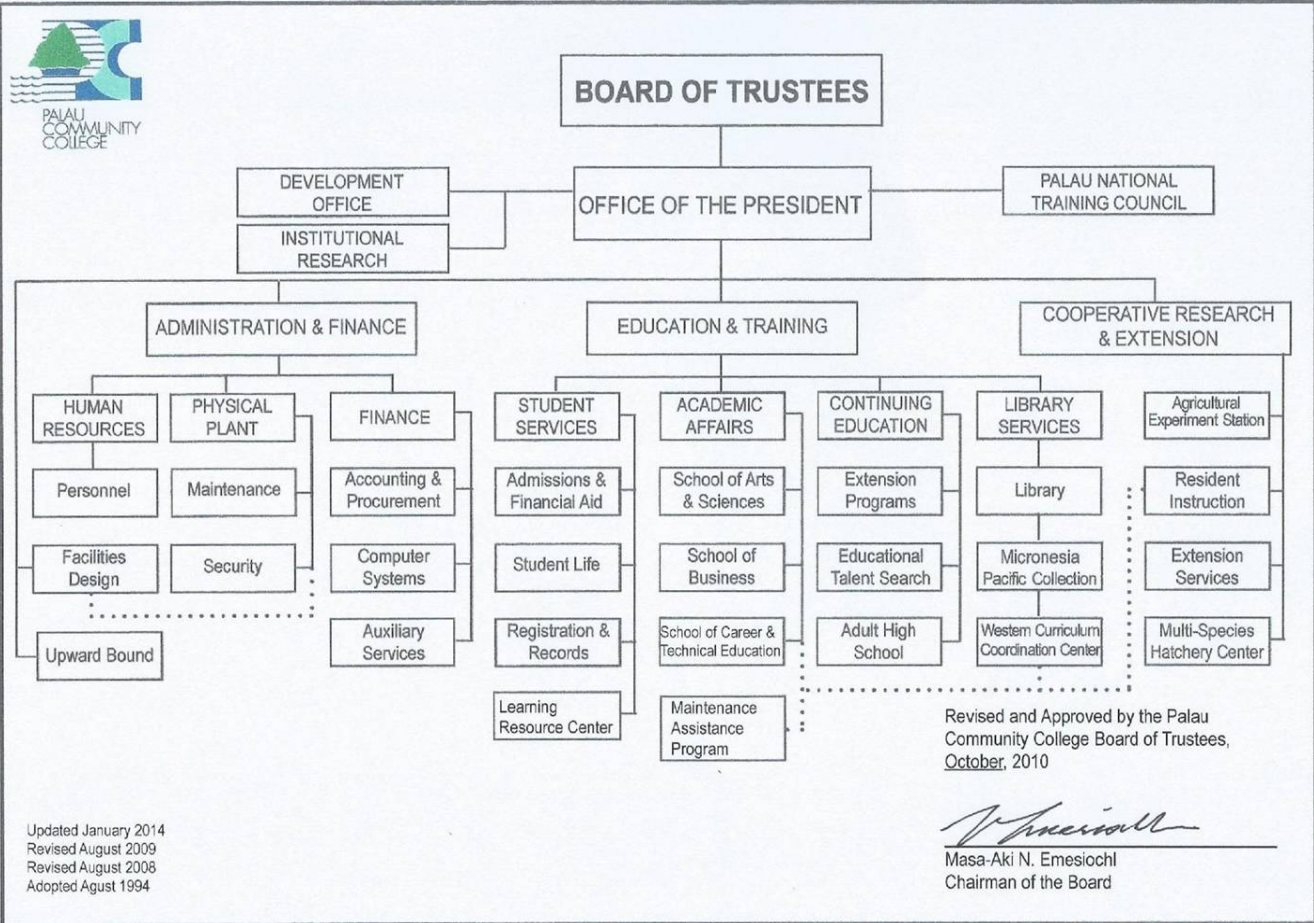 PALAU
COMMUNITY
COLLEGE
BOARD OF TRUSTEES
DEVELOPMENT
OFFICE
OFFICE OF THE PRESIDENT
PALAU NATIONAL
TRAINING COUNCIL
INSTITUTIONAL
RESEARCH
ADMINISTRATION & FINANCE
EDUCATION & TRAINING
COOPERATIVE RESEARCH
& EXTENSION
HUMAN
RESOURCES
PHYSICAL
PLANT
FINANCE
STUDENT
SERVICES
ACADEMIC
AFFAIRS
CONTINUING
EDUCATION
LIBRARY
SERVICES
Agricultural
Experiment Station
Personnel
Maintenance
Accounting &
Procurement
Admissions &
Financial Aid
School of Arts
& Sciences
Extension
Programs
Library
Resident
Instruction
Facilities
Design
Security
Computer
Systems
Student Life
School of
Business
Educational
Talent Search
Micronesia
Pacific Collection
Extension
Services
Upward Bound
Auxiliary
Services
Registration &
Records
School of Career &
Technical Education
Adult High
School
Western Curriculum
Coordination Center
Multi-Species
Hatchery Center
Learning
Resource Center
Maintenance
Assistance
Program
Revised and Approved by the Palau
Community College Board of Trustees,
October, 2010
Updated January 2014
Revised August 2009
Revised August 2008
Adopted Agust 1994
Masa-Aki N. Emesiochl
Chairman of the Board